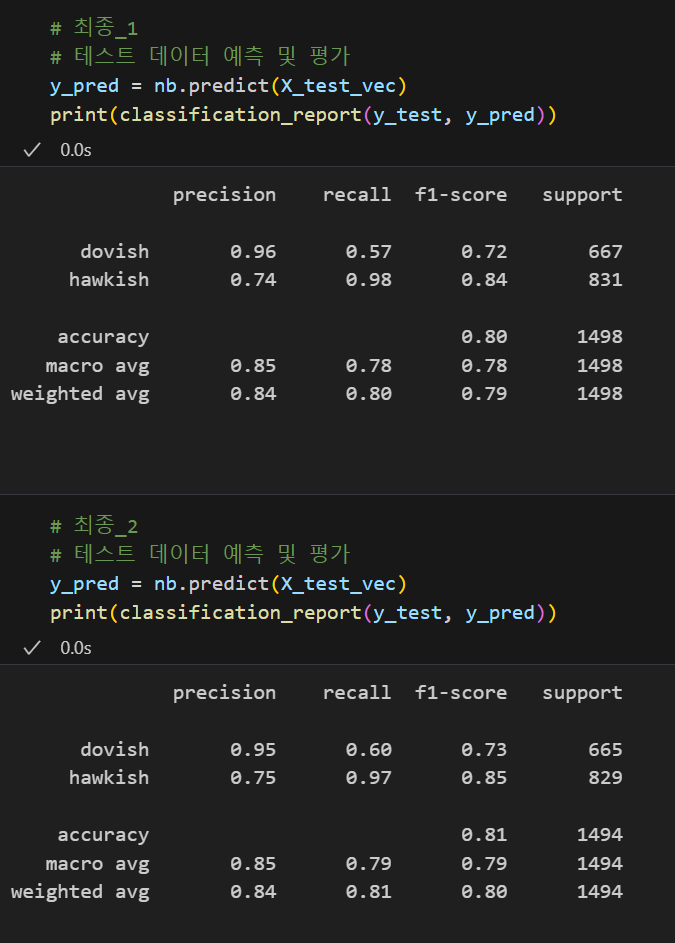 # 최종_1
# 테스트 데이터 예측 및 평가
y_pred = nb.predict(X_test_vec)
print(classification_report(y_test, y_pred))
0.0s
precision recall f1-score support
dovish 0.96 0.57 0.72 667
hawkish 0.74 0.98 0.84 831
accuracy 0.80 1498
macro avg 0.85 0.78 0.78 1498
weighted avg 0.84 0.80 0.79 1498
# 최종_2
# 테스트 데이터 예측 및 평가
y_pred = nb.predict(X_test_vec)
print(classification_report(y_test, y_pred))
0.0s
precision recall f1-score support
dovish 0.95 0.60 0.73 665
hawkish 0.75 0.97 0.85 829
accuracy 0.81 1494
macro avg 0.85 0.79 0.79 1494
weighted avg 0.84 0.81 0.80 1494